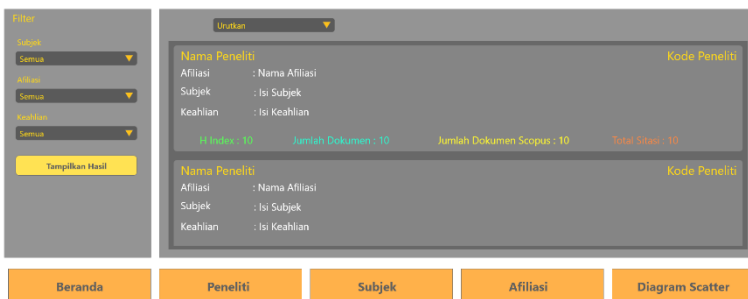 Filter
Subjek
Semua
Afiliasi
Semua
Keahlian
Semua
Tampilkan Hasil
Urutkan
Nama Peneliti Kode Peneliti
Afiliasi : Nama Afiliasi
Subjek : Isi Subjek
Keahlian : Isi Keahlian
H Index : 10 Jumlah Dokumen : 10 Jumlah Dokumen Scopus : 10 Total Sitasi : 10
Nama Peneliti Kode Peneliti
Afiliasi : Nama Afiliasi
Subjek : Isi Subjek
Keahlian : Isi Keahlian
Beranda Peneliti Subjek Afiliasi Diagram Scatter